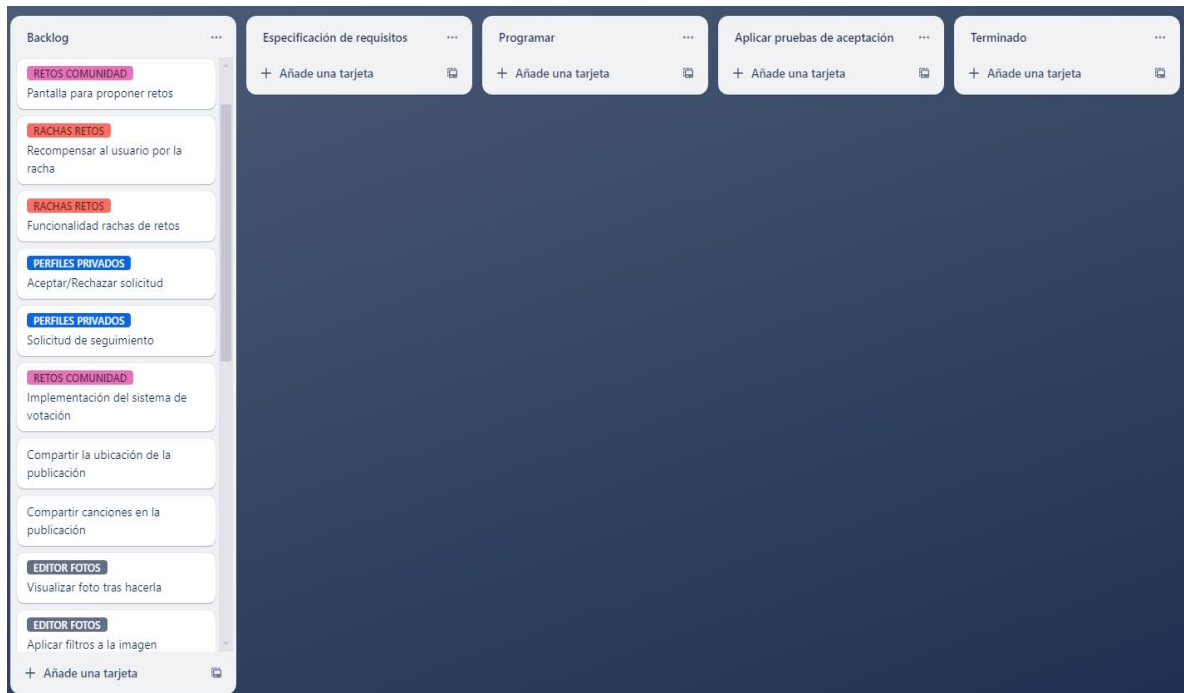 Backlog
RETOS COMUNIDAD
Pantalla para proponer retos
RACHAS RETOS
Recompensar al usuario por la
racha
RACHAS RETOS
Funcionalidad rachas de retos
PERFILES PRIVADOS
Aceptar/Rechazar solicitud
PERFILES PRIVADOS
Solicitud de seguimiento
RETOS COMUNIDAD
Implementación del sistema de
votación
Compartir la ubicación de la
publicación
Compartir canciones en la
publicación
EDITOR FOTOS
Visualizar foto tras hacerla
EDITOR FOTOS
Aplicar filtros a la imagen
+ Añade una tarjeta
Especificación de requisitos
+ Añade una tarjeta
Programar
+ Añade una tarjeta
Aplicar pruebas de aceptación
+ Añade una tarjeta
Terminado
+ Añade una tarjeta